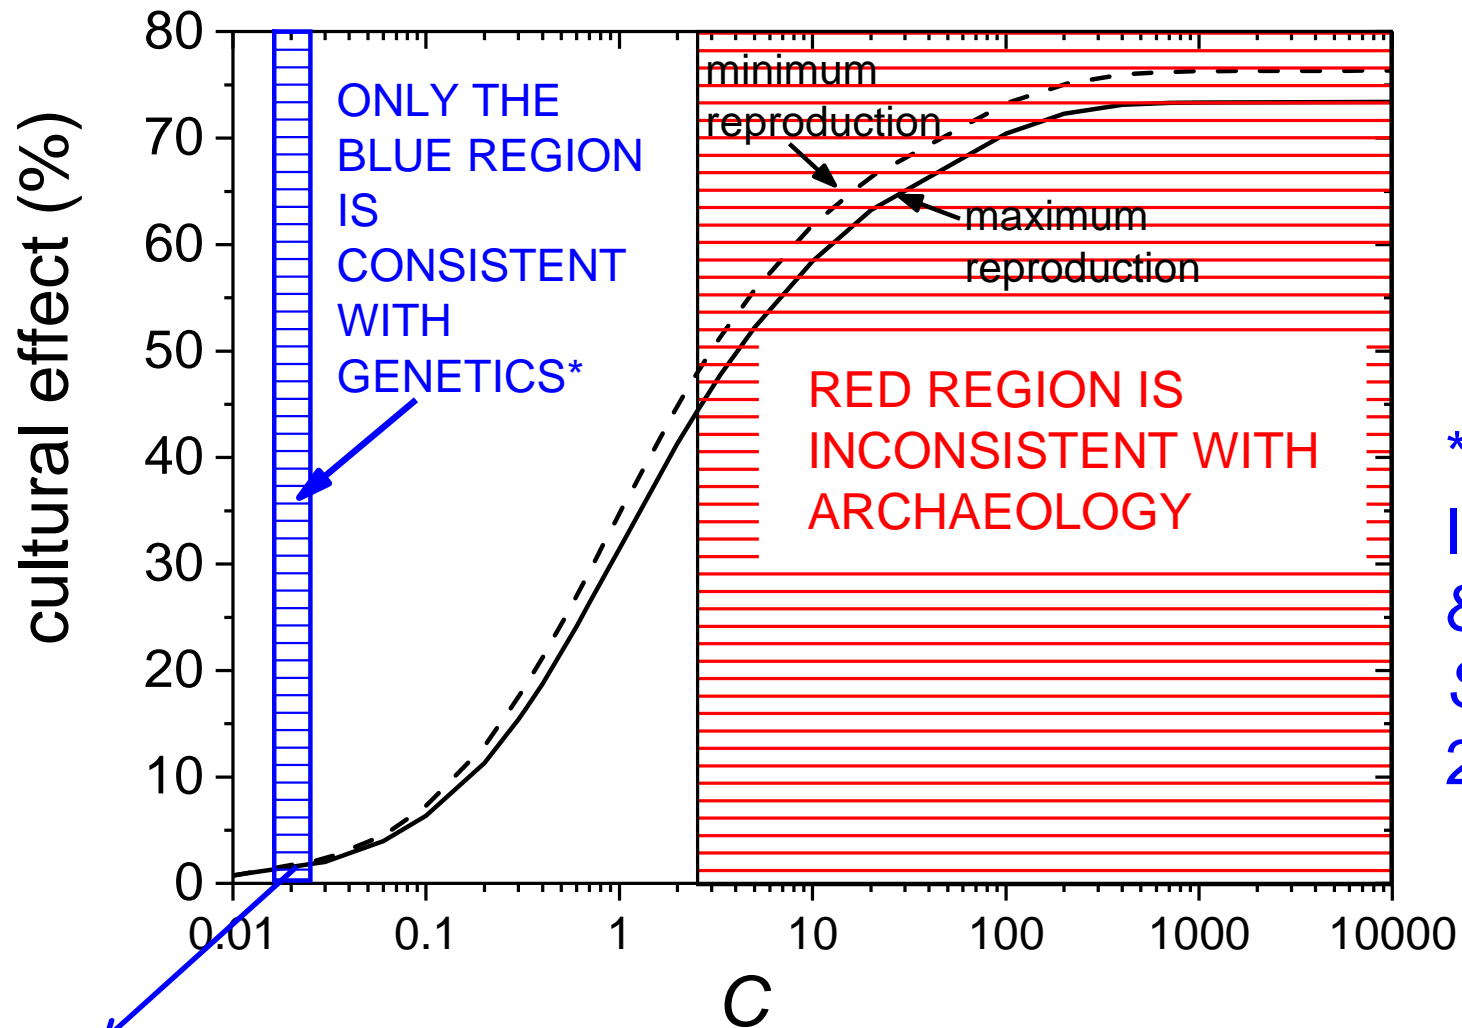 80
70
60
50
40
30
20
10
0
cultural effect (%)
ONLY THE
BLUE REGION
IS
CONSISTENT
WITH
GENETICS*
minimum
reproduction
maximum
reproduction
RED REGION IS
INCONSISTENT WITH
ARCHAEOLOGY
*
0.01 0.1 1 10 100 1000 10000
C